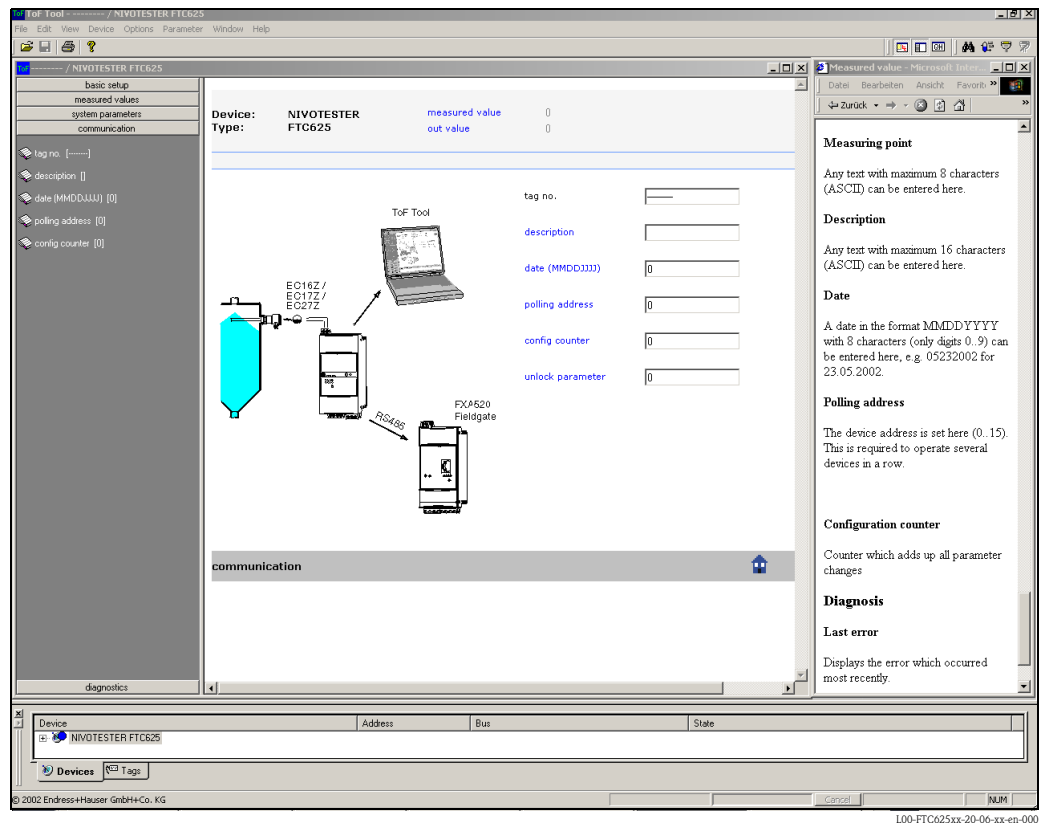 ToF Tool - -------- / NIVOTESTER FTC625
File Edit View Device Options Parameter Window Help
-------- / NIVOTESTER FTC625
basic setup
measured values
system parameters
communication
tag no. [--------]
description []
date (MMDDJJJJ) [0]
polling address [0]
config counter [0]
diagnostics
Device: NIVOTESTER measured value 0
Type: FTC625 out value 0
tag no. --------
description
date (MMDDJJJJ) 0
polling address 0
config counter 0
unlock parameter 0
ToF Tool
EC16Z /
EC17Z /
EC27Z
RS485
FXA520
Fieldgate
communication
Measured value - Microsoft Inter...
Datei Bearbeiten Ansicht Favorit
Zurück
Measuring point
Any text with maximum 8 characters
(ASCII) can be entered here.
Description
Any text with maximum 16 characters
(ASCII) can be entered here.
Date
A date in the format MMDDYYYY
with 8 characters (only digits 0..9) can
be entered here, e.g. 05232002 for
23.05.2002.
Polling address
The device address is set here (0..15).
This is required to operate several
devices in a row.
Configuration counter
Counter which adds up all parameter
changes
Diagnosis
Last error
Displays the error which occurred
most recently.
Device Address Bus State
NIVOTESTER FTC625
Devices Tags
© 2002 Endress+Hauser GmbH+Co. KG Cancel NUM
L00-FTC625xx-20-06-xx-en-000